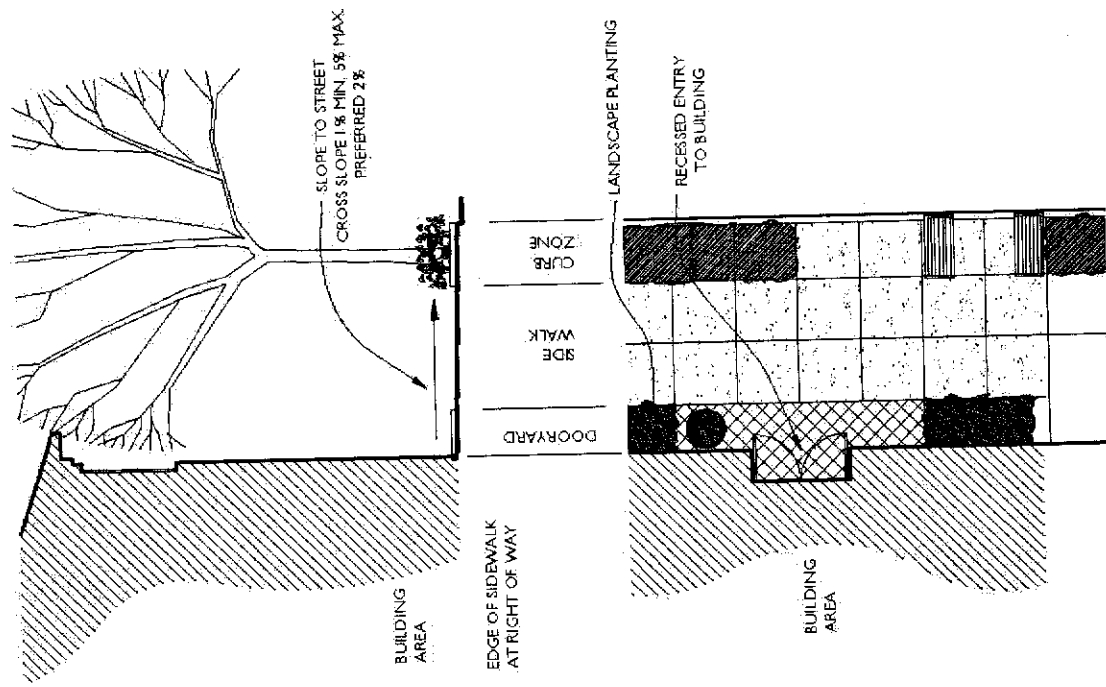 SLOPE TO STREET
CROSS SLOPE 1% MIN. 5% MAX.
PREFERRED 2%
BUILDING
AREA
EDGE OF SIDEWALK
AT RIGHT OF WAY
DOORYARD
SIDE
WALK
CURB
ZONE
LANDSCAPE PLANTING
RECESSED ENTRY
TO BUILDING
BUILDING
AREA